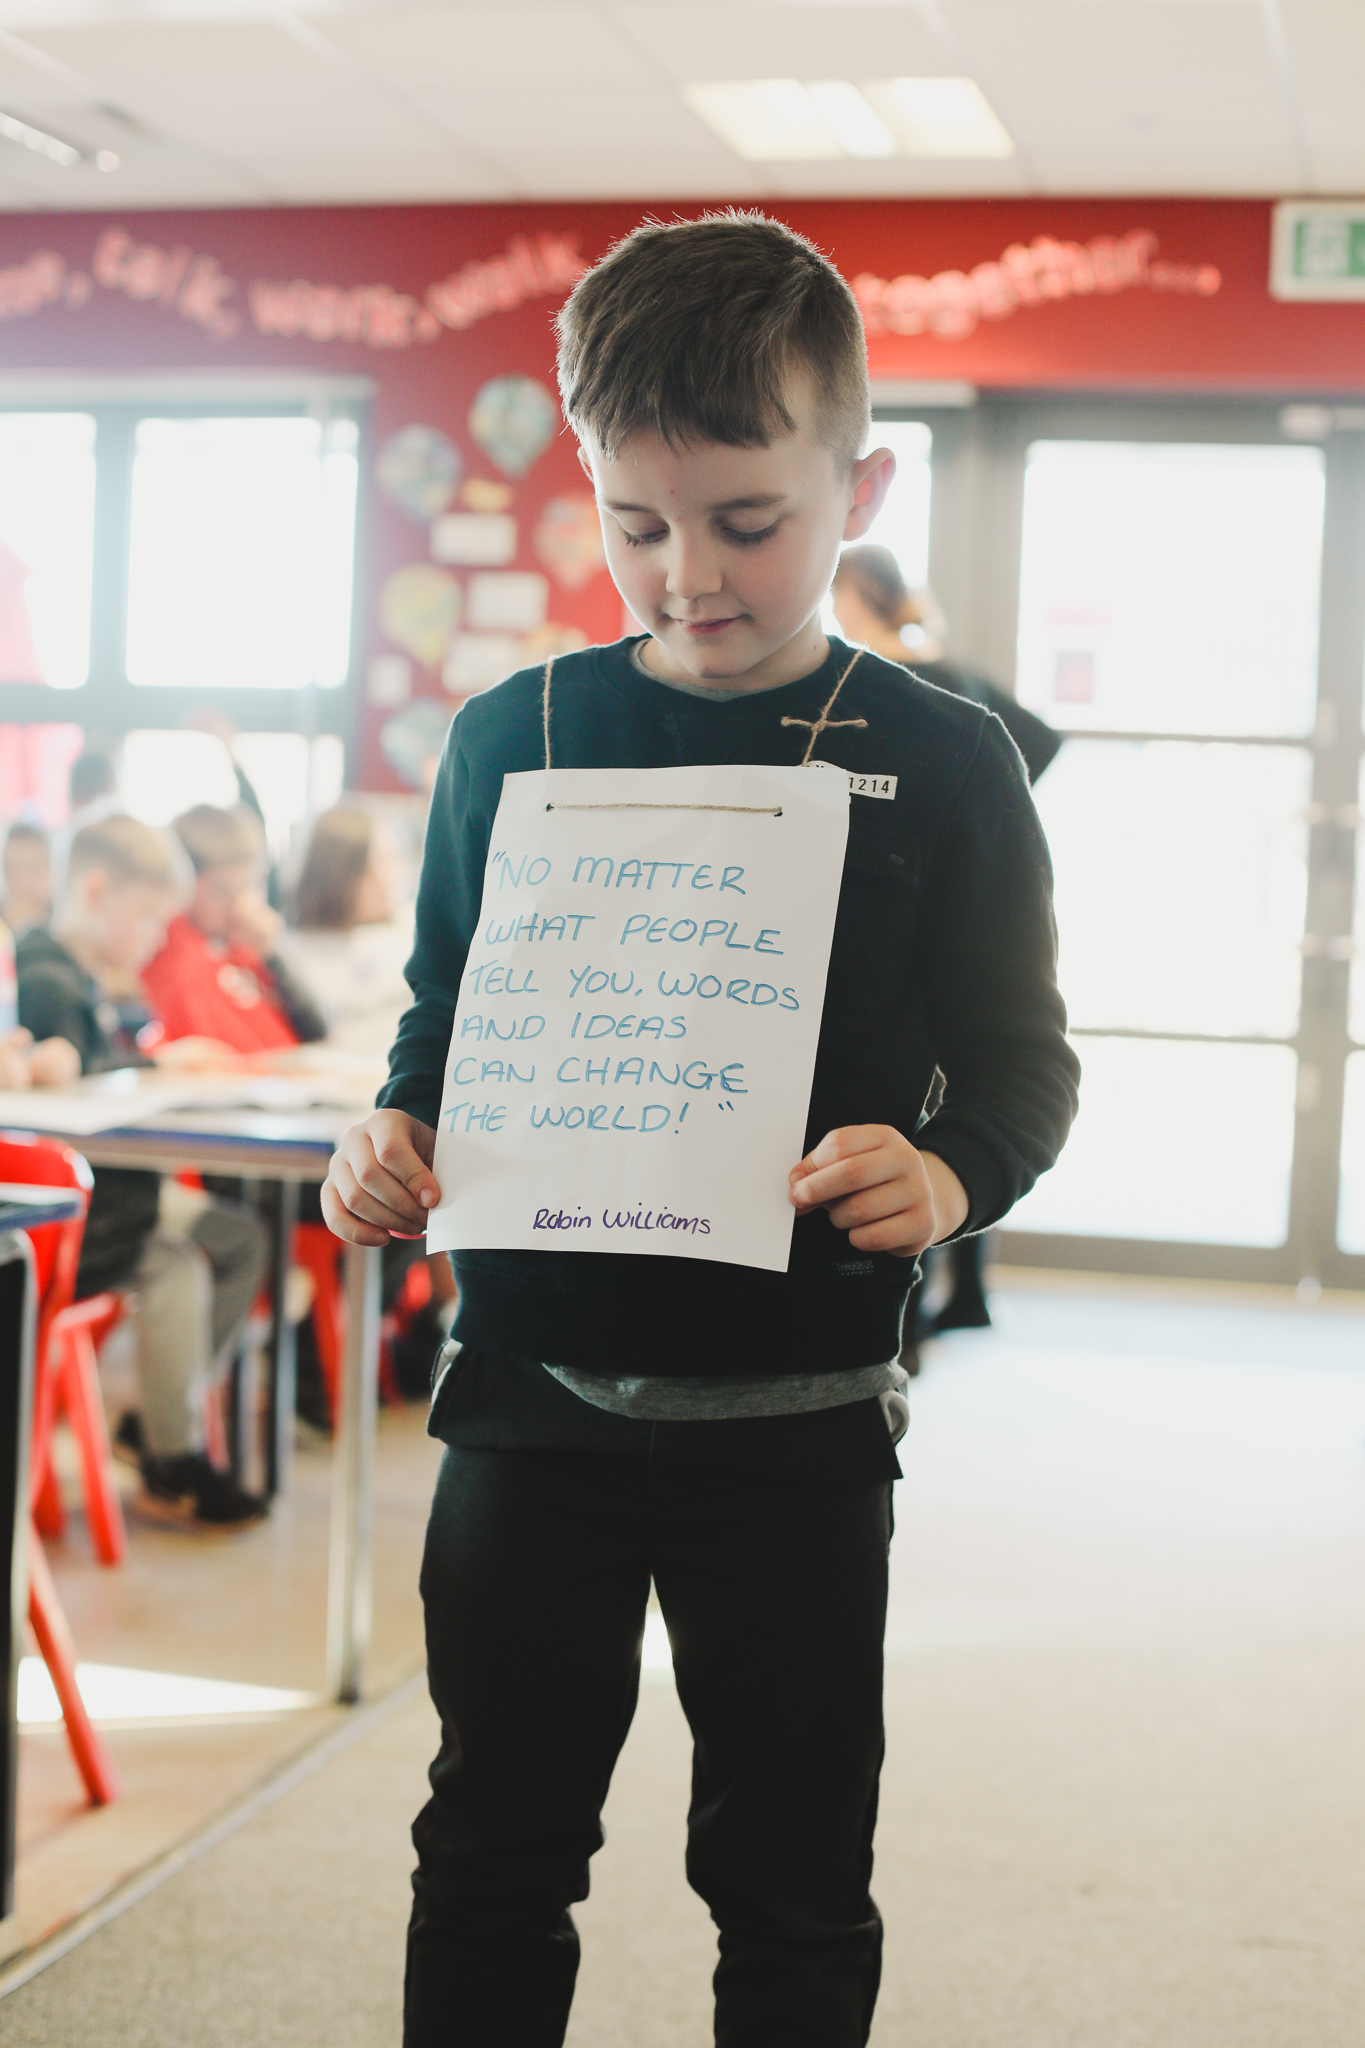 talk, work, walk
together....
1214
"NO MATTER
WHAT PEOPLE
TELL YOU, WORDS
AND IDEAS
CAN CHANGE
THE WORLD! "
Robin Williams